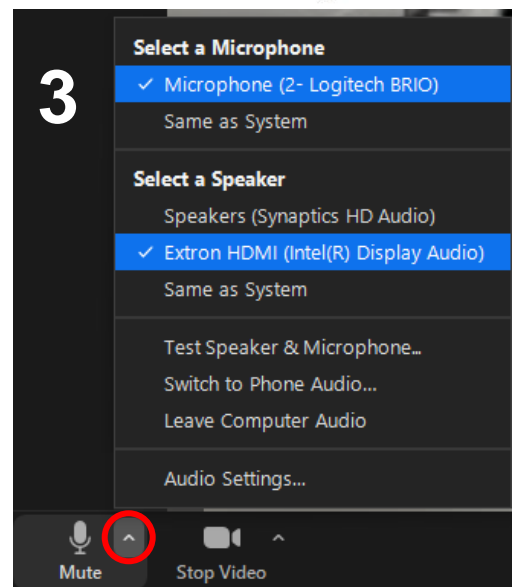 3
Select a Microphone
✓ Microphone (2- Logitech BRIO)
Same as System
Select a Speaker
Speakers (Synaptics HD Audio)
✓ Extron HDMI (Intel(R) Display Audio)
Same as System
Test Speaker & Microphone...
Switch to Phone Audio...
Leave Computer Audio
Audio Settings...
Mute
Stop Video